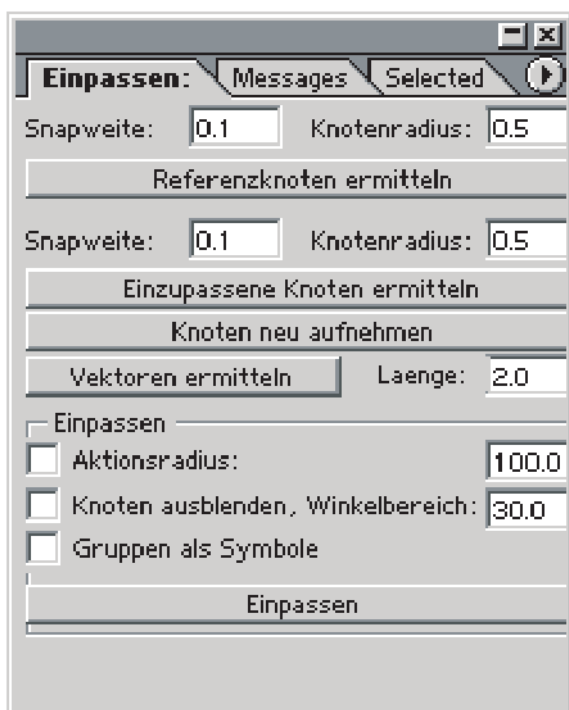 Einpassen: Messages Selected
Snapweite: 0.1 Knotenradius: 0.5
Referenzknoten ermitteln
Snapweite: 0.1 Knotenradius: 0.5
Einzupassene Knoten ermitteln
Knoten neu aufnehmen
Vektoren ermitteln Laenge: 2.0
Einpassen
Aktionsradius: 100.0
Knoten ausblenden, Winkelbereich: 30.0
Gruppen als Symbole
Einpassen